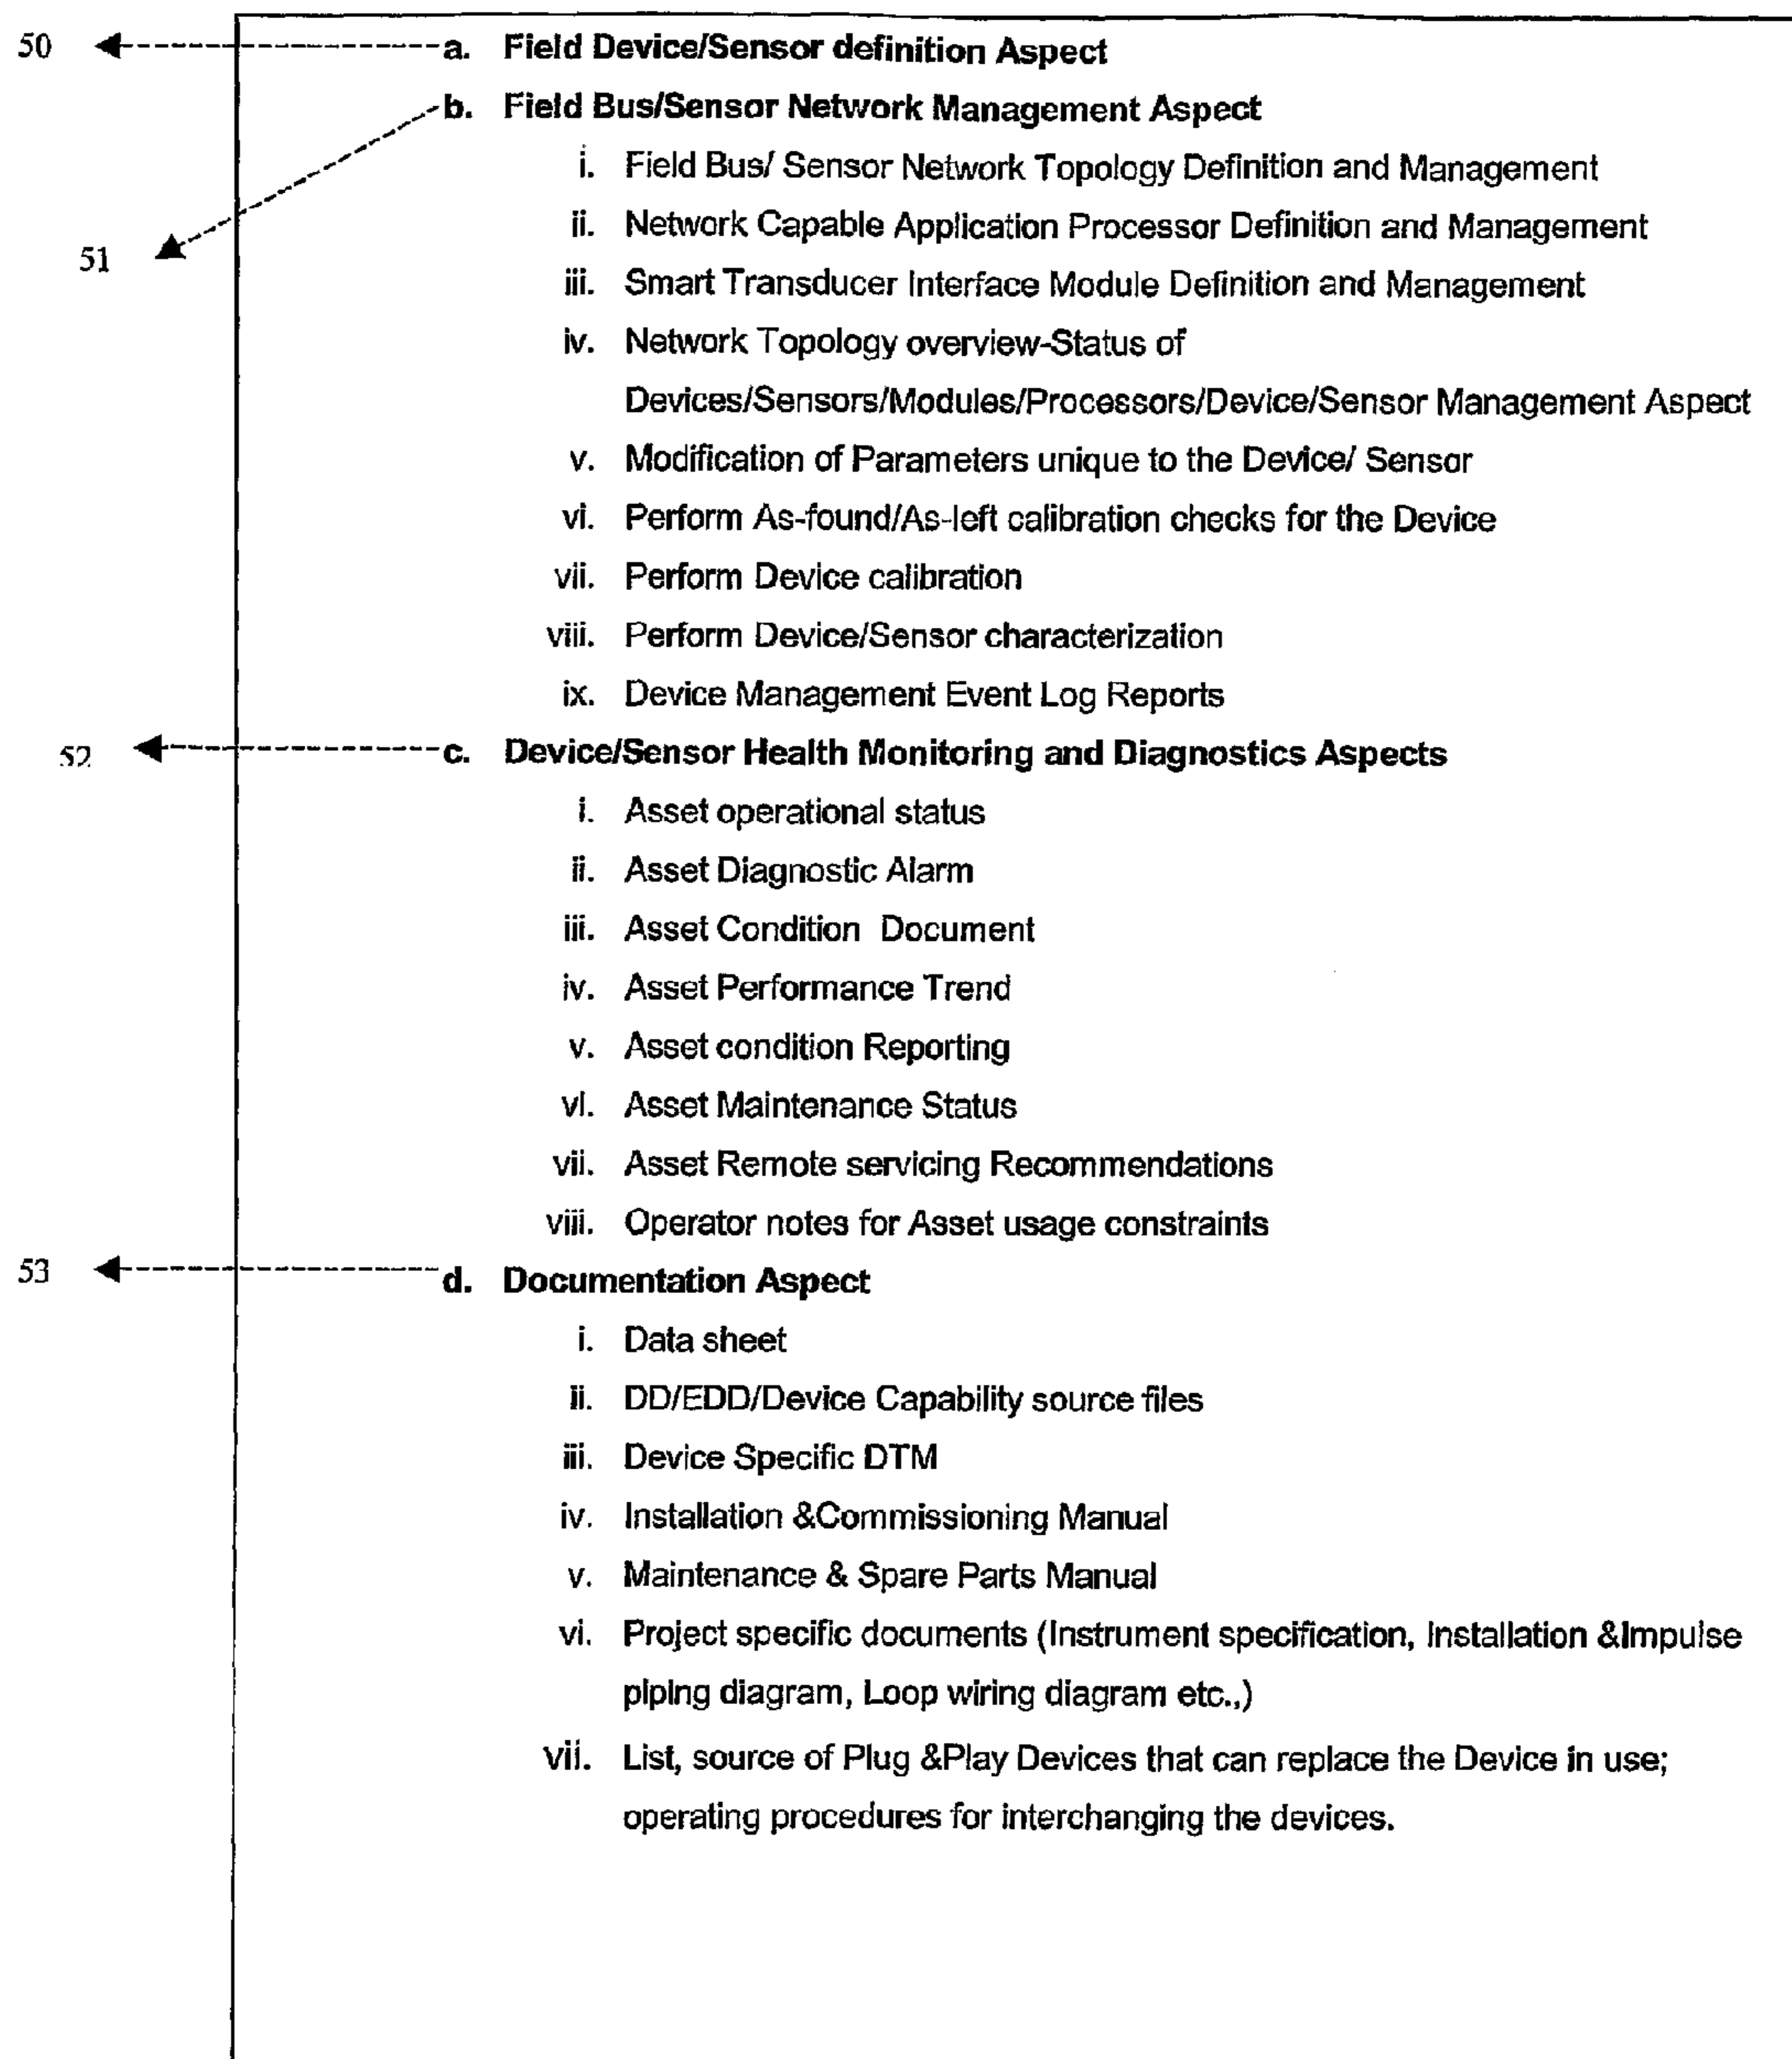 50 a. Field Device/Sensor definition Aspect
b. Field Bus/Sensor Network Management Aspect
i. Field Bus/ Sensor Network Topology Definition and Management
ii. Network Capable Application Processor Definition and Management
51
iii. Smart Transducer Interface Module Definition and Management
iv. Network Topology overview-Status of
Devices/Sensors/Modules/Processors/Device/Sensor Management Aspect
v. Modification of Parameters unique to the Device/ Sensor
vi. Perform As-found/As-left calibration checks for the Device
vii. Perform Device calibration
viii. Perform Device/Sensor characterization
ix. Device Management Event Log Reports
52 c. Device/Sensor Health Monitoring and Diagnostics Aspects
i. Asset operational status
ii. Asset Diagnostic Alarm
iii. Asset Condition Document
iv. Asset Performance Trend
v. Asset condition Reporting
vi. Asset Maintenance Status
vii. Asset Remote servicing Recommendations
viii. Operator notes for Asset usage constraints
53 d. Documentation Aspect
i. Data sheet
ii. DD/EDD/Device Capability source files
iii. Device Specific DTM
iv. Installation &Commissioning Manual
v. Maintenance & Spare Parts Manual
vi. Project specific documents (Instrument specification, Installation &Impulse
piping diagram, Loop wiring diagram etc.,)
vii. List, source of Plug &Play Devices that can replace the Device in use;
operating procedures for interchanging the devices.